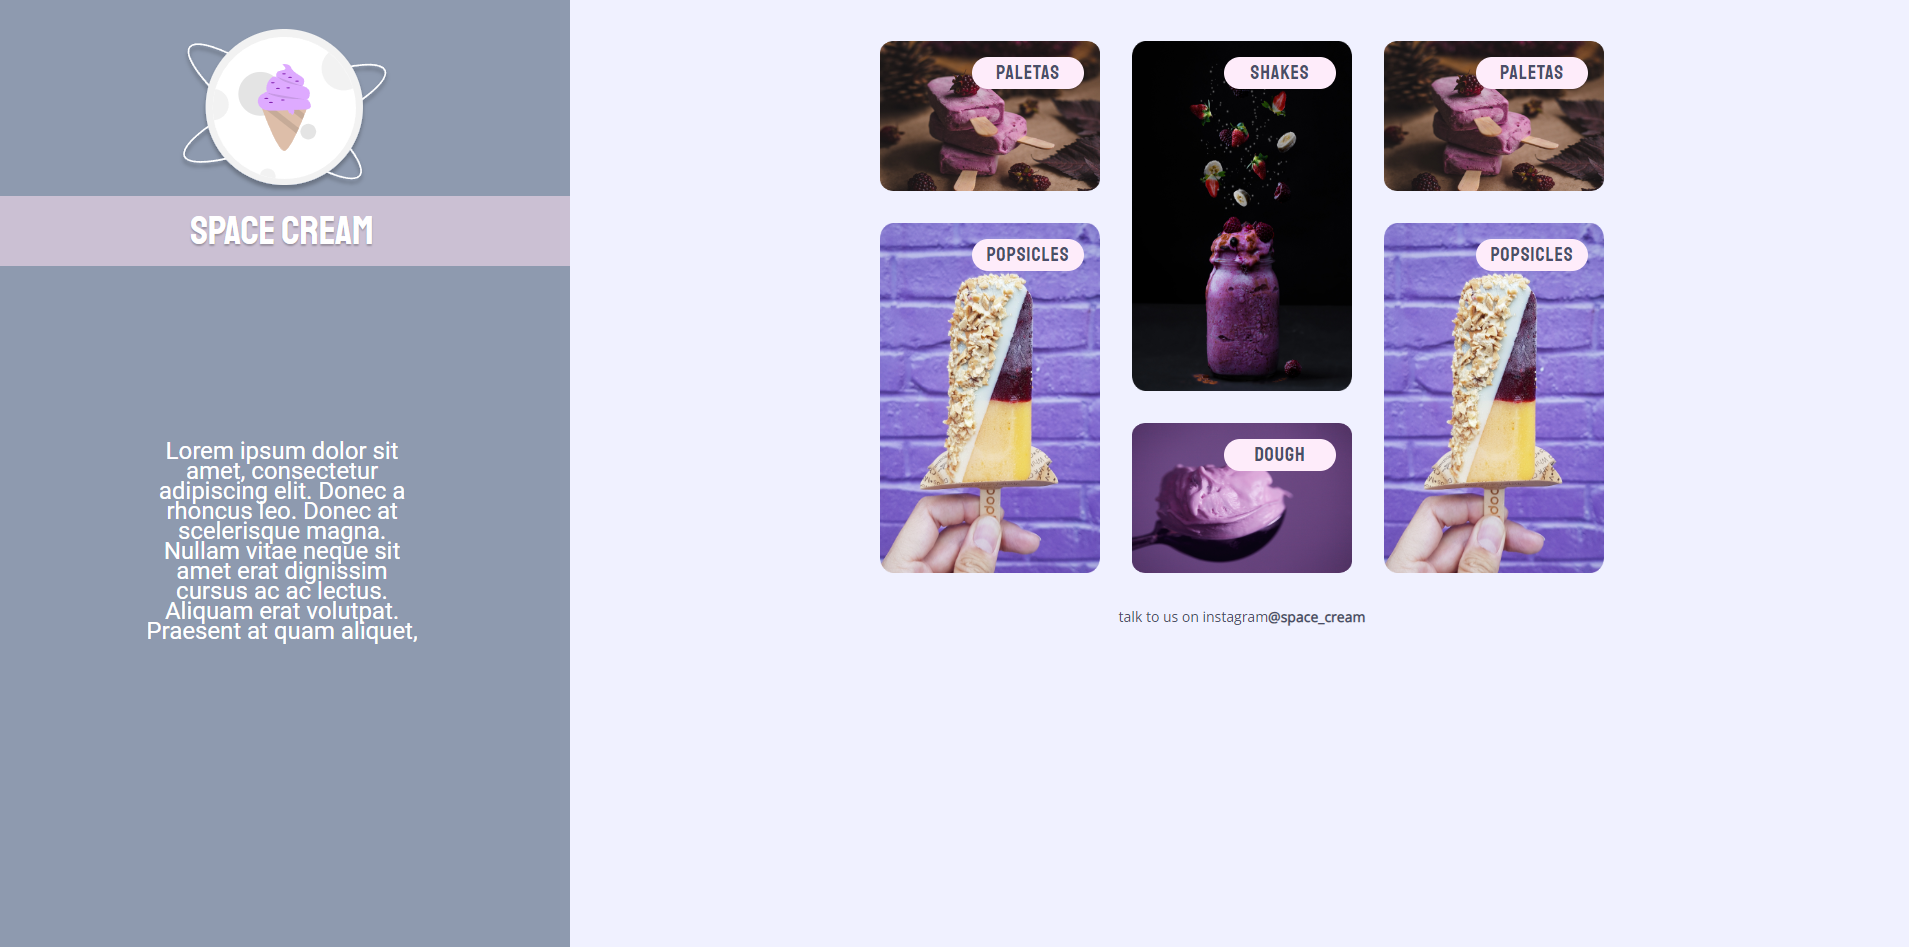 SPACE CREAM
Lorem ipsum dolor sit
amet, consectetur
adipiscing elit. Donec a
rhoncus leo. Donec at
scelerisque magna.
Nullam vitae neque sit
amet erat dignissim
cursus ac ac lectus.
Aliquam erat volutpat.
Praesent at quam aliquet,
PALETAS
SHAKES
PALETAS
POPSICLES
POPSICLES
DOUGH
talk to us on instagram@space_cream